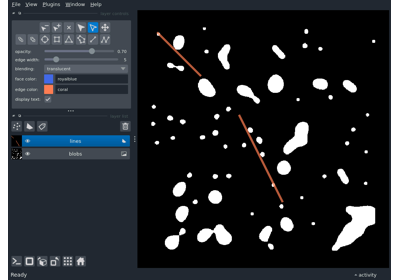 File View Plugins Window Help
opacity: 0.70
edge width:
blending: translucent
face color: royalblue
edge color: coral
display text:
lines
blobs
Ready
activity